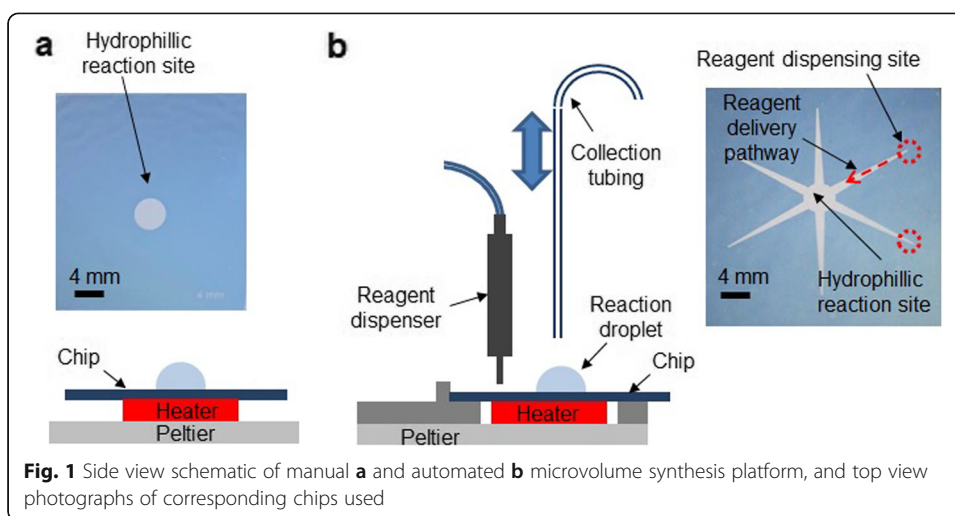 a
Hydrophillic
reaction site
4 mm
4 mm
Chip
Heater
Peltier
b
Collection
tubing
Reagent
dispenser
Reaction
droplet
Chip
Heater
Peltier
Reagent dispensing site
Reagent
delivery
pathway
4 mm
Hydrophillic
reaction site
Fig. 1 Side view schematic of manual a and automated b microvolume synthesis platform, and top view
photographs of corresponding chips used